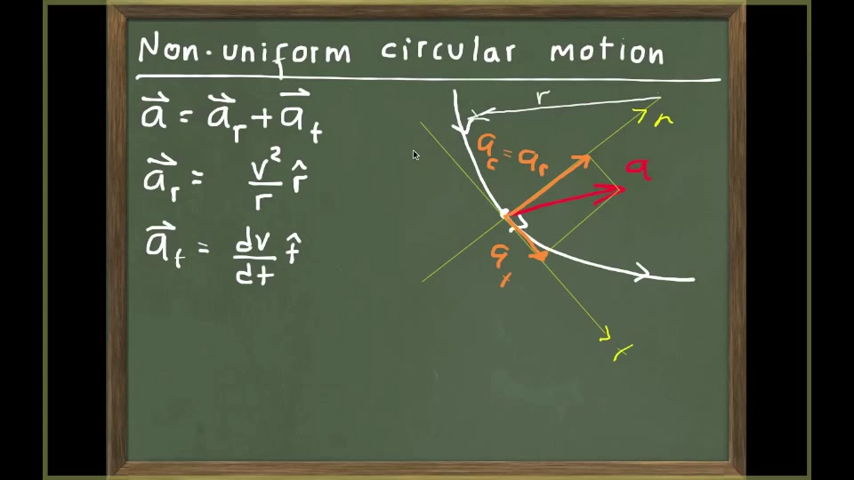 Non-uniform circular motion
a⃗ = a⃗r + a⃗t
a⃗r = v²/r r̂
a⃗t = dv/dt t̂
r
n
ac = ar
a
at
t